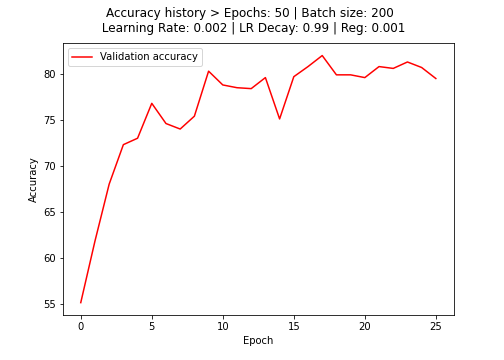 Accuracy history > Epochs: 50 | Batch size: 200
Learning Rate: 0.002 | LR Decay: 0.99 | Reg: 0.001
Validation accuracy
80
75
70
65
60
55
Accuracy
0 5 10 15 20 25
Epoch